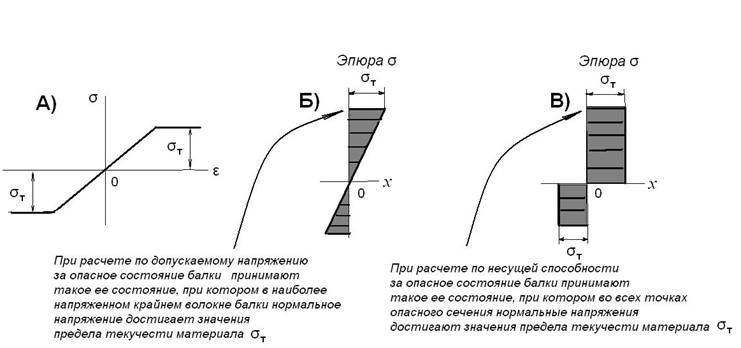 Эпюра σ
Эпюра σ
σт
σт
А)
σ
Б)
В)
σт
ε
σт
0
0
x
0
x
σт
При расчете по допускаемому напряжению
за опасное состояние балки принимают
такое ее состояние, при котором в наиболее
напряженном крайнем волокне балки нормальное
напряжение достигает значения
предела текучести материала σт
При расчете по несущей способности
за опасное состояние балки принимают
такое ее состояние, при котором во всех точках
опасного сечения нормальные напряжения
достигают значения предела текучести материала σт